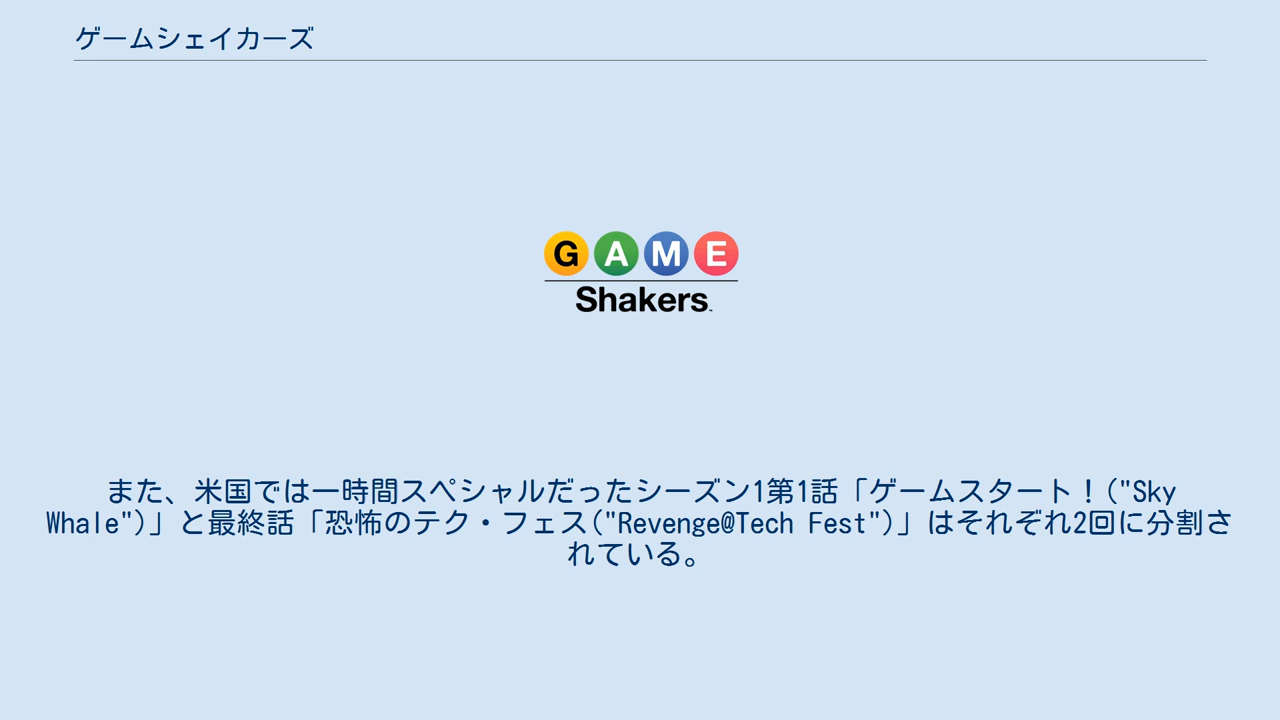 ゲームシェイカーズ
GAME
Shakers™
また、米国では一時間スペシャルだったシーズン1第1話「ゲームスタート！("Sky
Whale")」と最終話「恐怖のテク・フェス("Revenge@Tech Fest")」はそれぞれ2回に分割さ
れている。